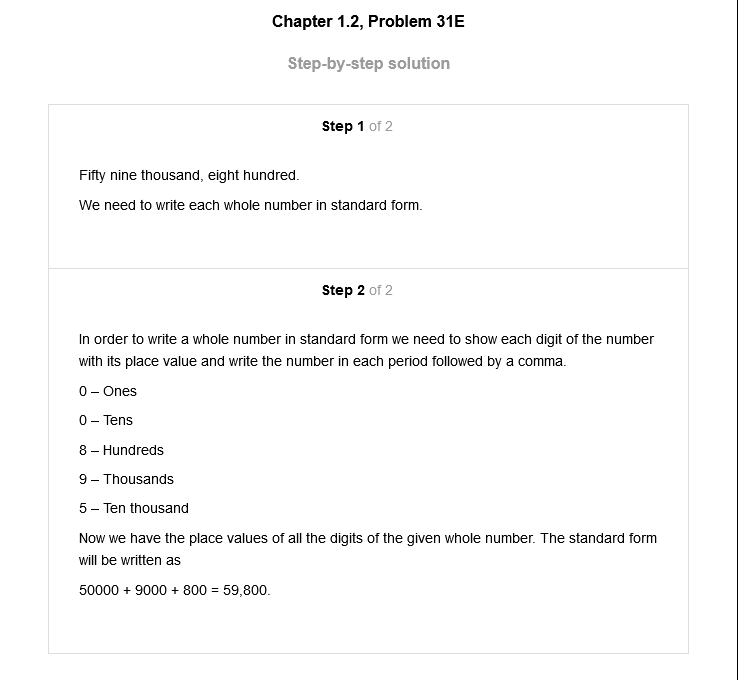 Chapter 1.2, Problem 31E
Step-by-step solution
Step 1 of 2
Fifty nine thousand, eight hundred.
We need to write each whole number in standard form.
Step 2 of 2
In order to write a whole number in standard form we need to show each digit of the number
with its place value and write the number in each period followed by a comma.
0 – Ones
0 – Tens
8 – Hundreds
9 – Thousands
5 – Ten thousand
Now we have the place values of all the digits of the given whole number. The standard form
will be written as
50000 + 9000 + 800 = 59,800.